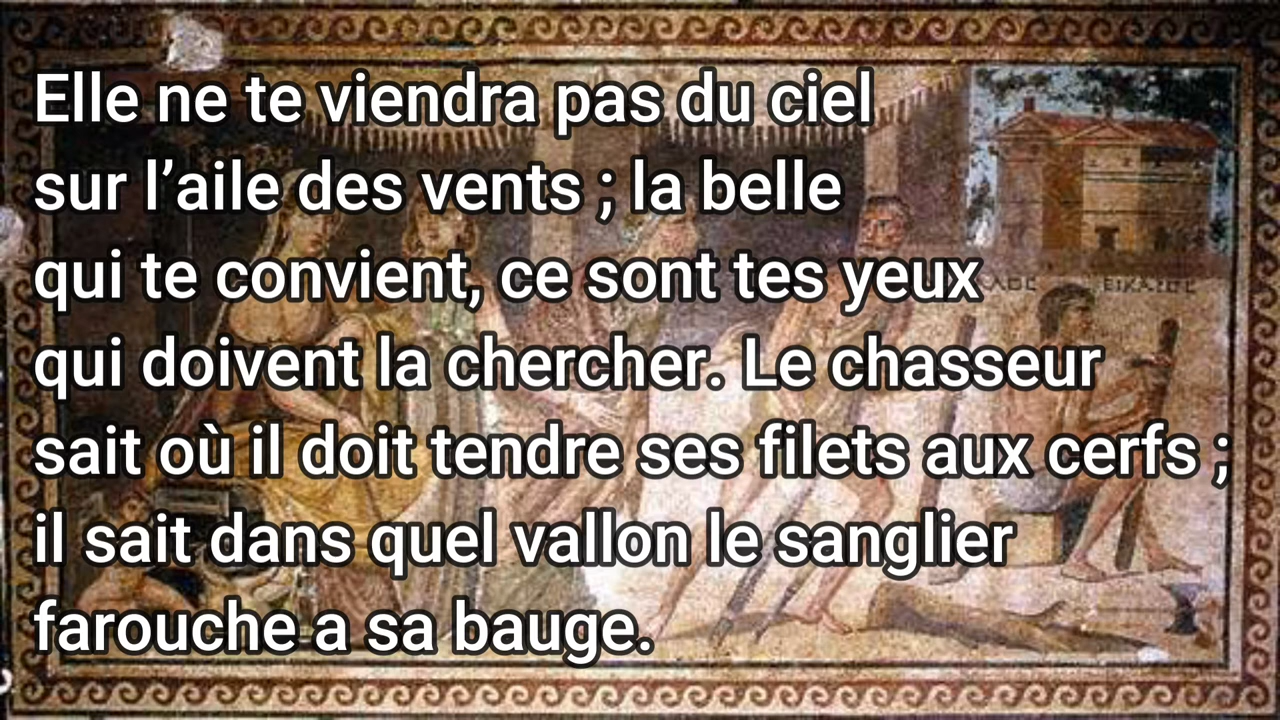 Elle ne te viendra pas du ciel
sur l’aile des vents ; la belle
qui te convient, ce sont tes yeux
qui doivent la chercher. Le chasseur
sait où il doit tendre ses filets aux cerfs ;
il sait dans quel vallon le sanglier
farouche a sa bauge.